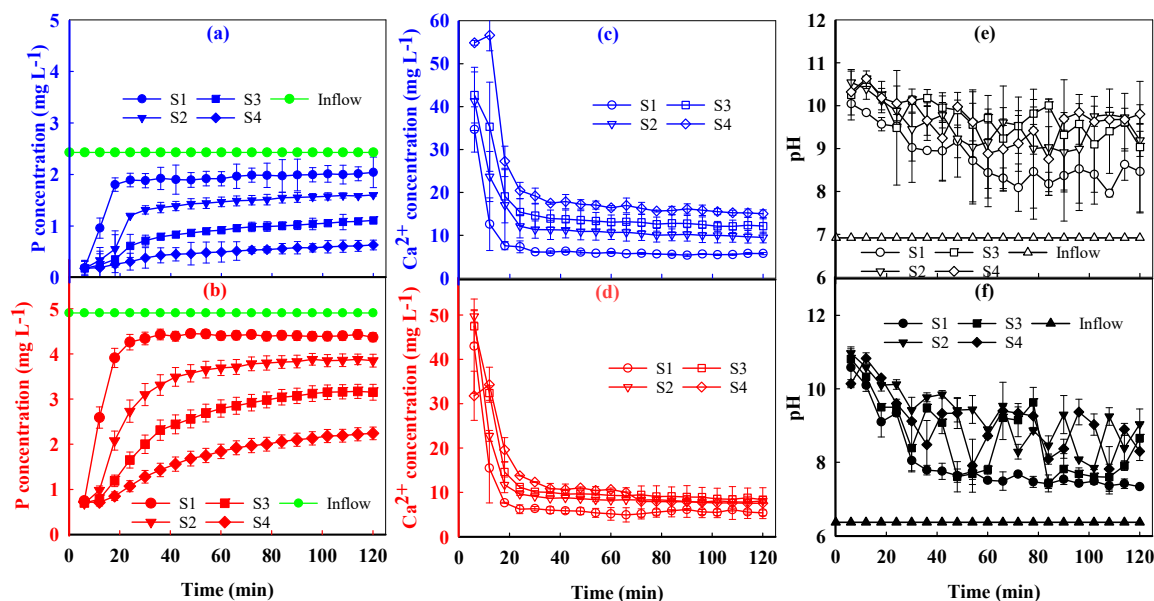 (a)
P concentration (mg L-1)
5
4
3
2
1
0
S1 S3 Inflow
S2 S4
(c)
Ca2+ concentration (mg L-1)
60
50
40
30
20
10
0
S1 S3
S2 S4
(e)
pH
12
11
10
9
8
7
6
S1 S3 Inflow
S2 S4
(b)
P concentration (mg L-1)
5
4
3
2
1
0
S1 S3 Inflow
S2 S4
0 20 40 60 80 100 120
Time (min)
(d)
Ca2+ concentration (mg L-1)
50
40
30
20
10
0
S1 S3
S2 S4
0 20 40 60 80 100 120
Time (min)
(f)
pH
12
10
8
6
S1 S3 Inflow
S2 S4
0 20 40 60 80 100 120
Time (min)